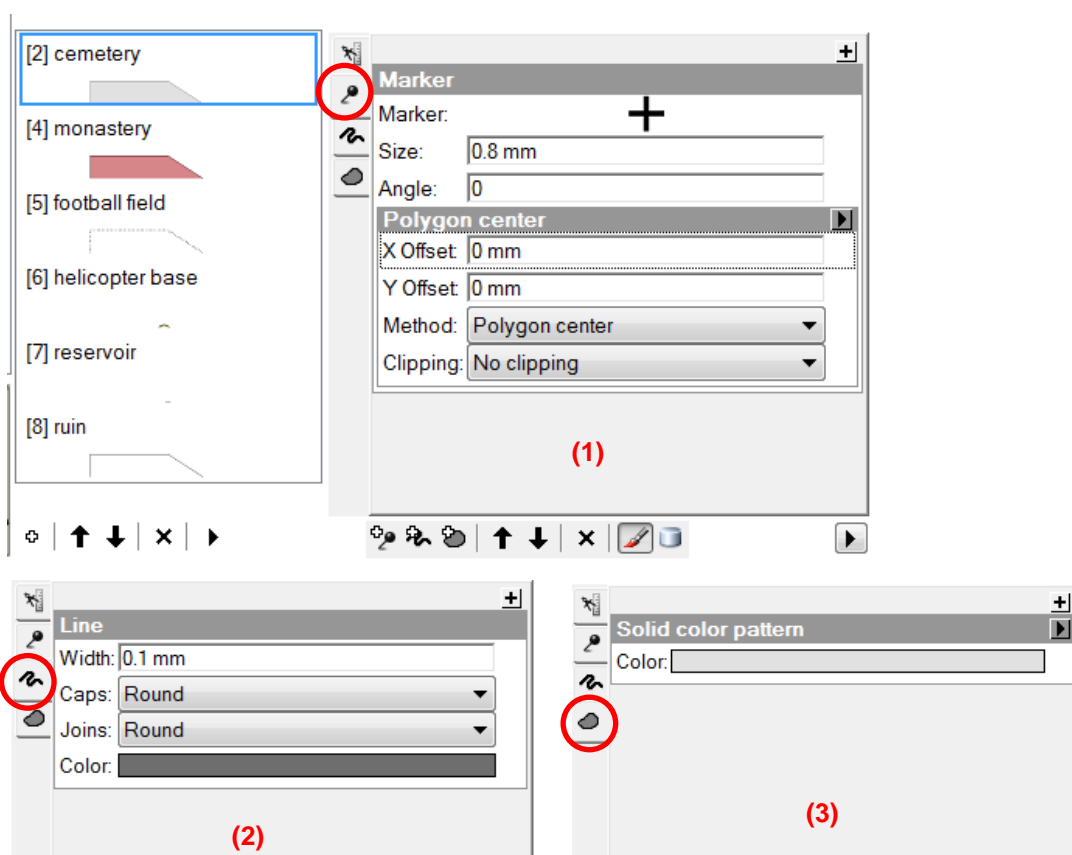 [2] cemetery
[4] monastery
[5] football field
[6] helicopter base
[7] reservoir
[8] ruin
Marker
Marker:
Size: 0.8 mm
Angle: 0
Polygon center
X Offset: 0 mm
Y Offset: 0 mm
Method: Polygon center
Clipping: No clipping
(1)
Line
Width: 0.1 mm
Caps: Round
Joins: Round
Color:
(2)
Solid color pattern
Color:
(3)